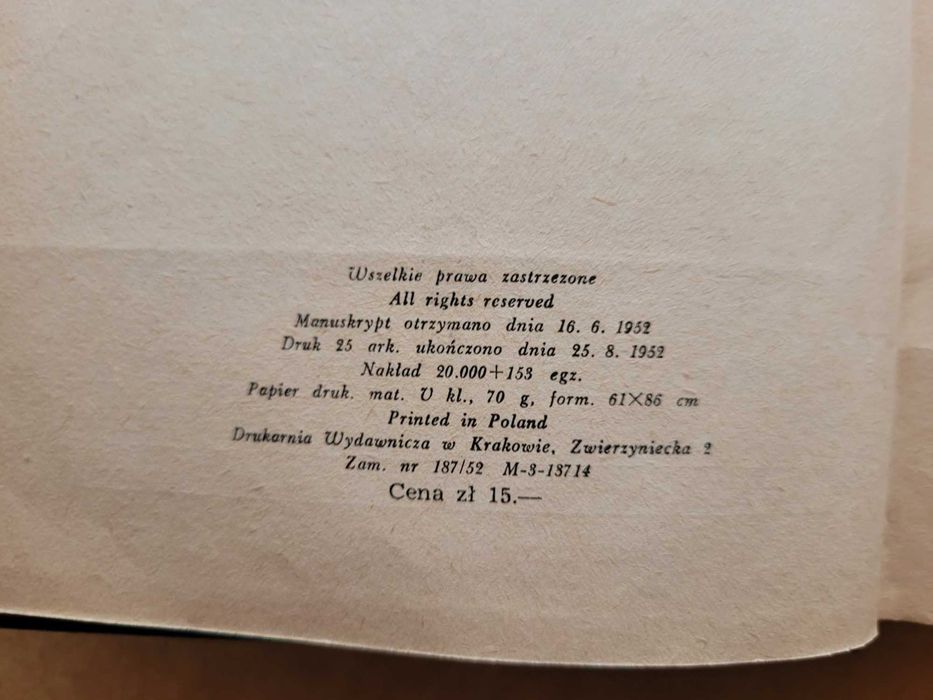 Wszelkie prawa zastrzezone
All rights reserved
Manuskrypt otrzymano dnia 16. 6. 1952
Druk 25 ark. ukończono dnia 25. 8. 1952
Nakład 20.000+153 egz.
Papier druk. mat. V kl., 70 g, form. 61×86 cm
Printed in Poland
Drukarnia Wydawnicza w Krakowie, Zwierzyniecka 2
Zam. nr 187/52 M-3-13714
Cena zł 15.—